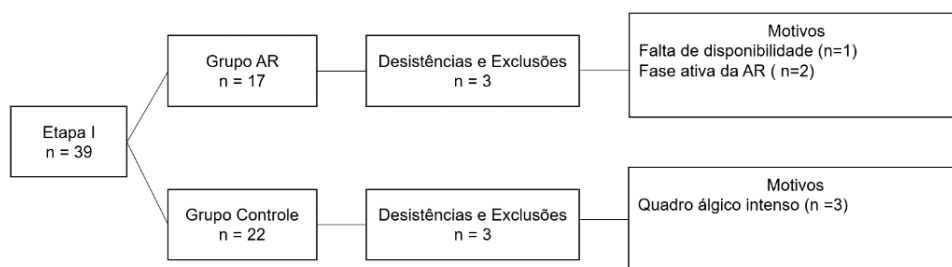 Etapa I
n = 39
Grupo AR
n = 17
Desistências e Exclusões
n = 3
Motivos
Falta de disponibilidade (n=1)
Fase ativa da AR ( n=2)
Grupo Controle
n = 22
Desistências e Exclusões
n = 3
Motivos
Quadro álgico intenso (n =3)